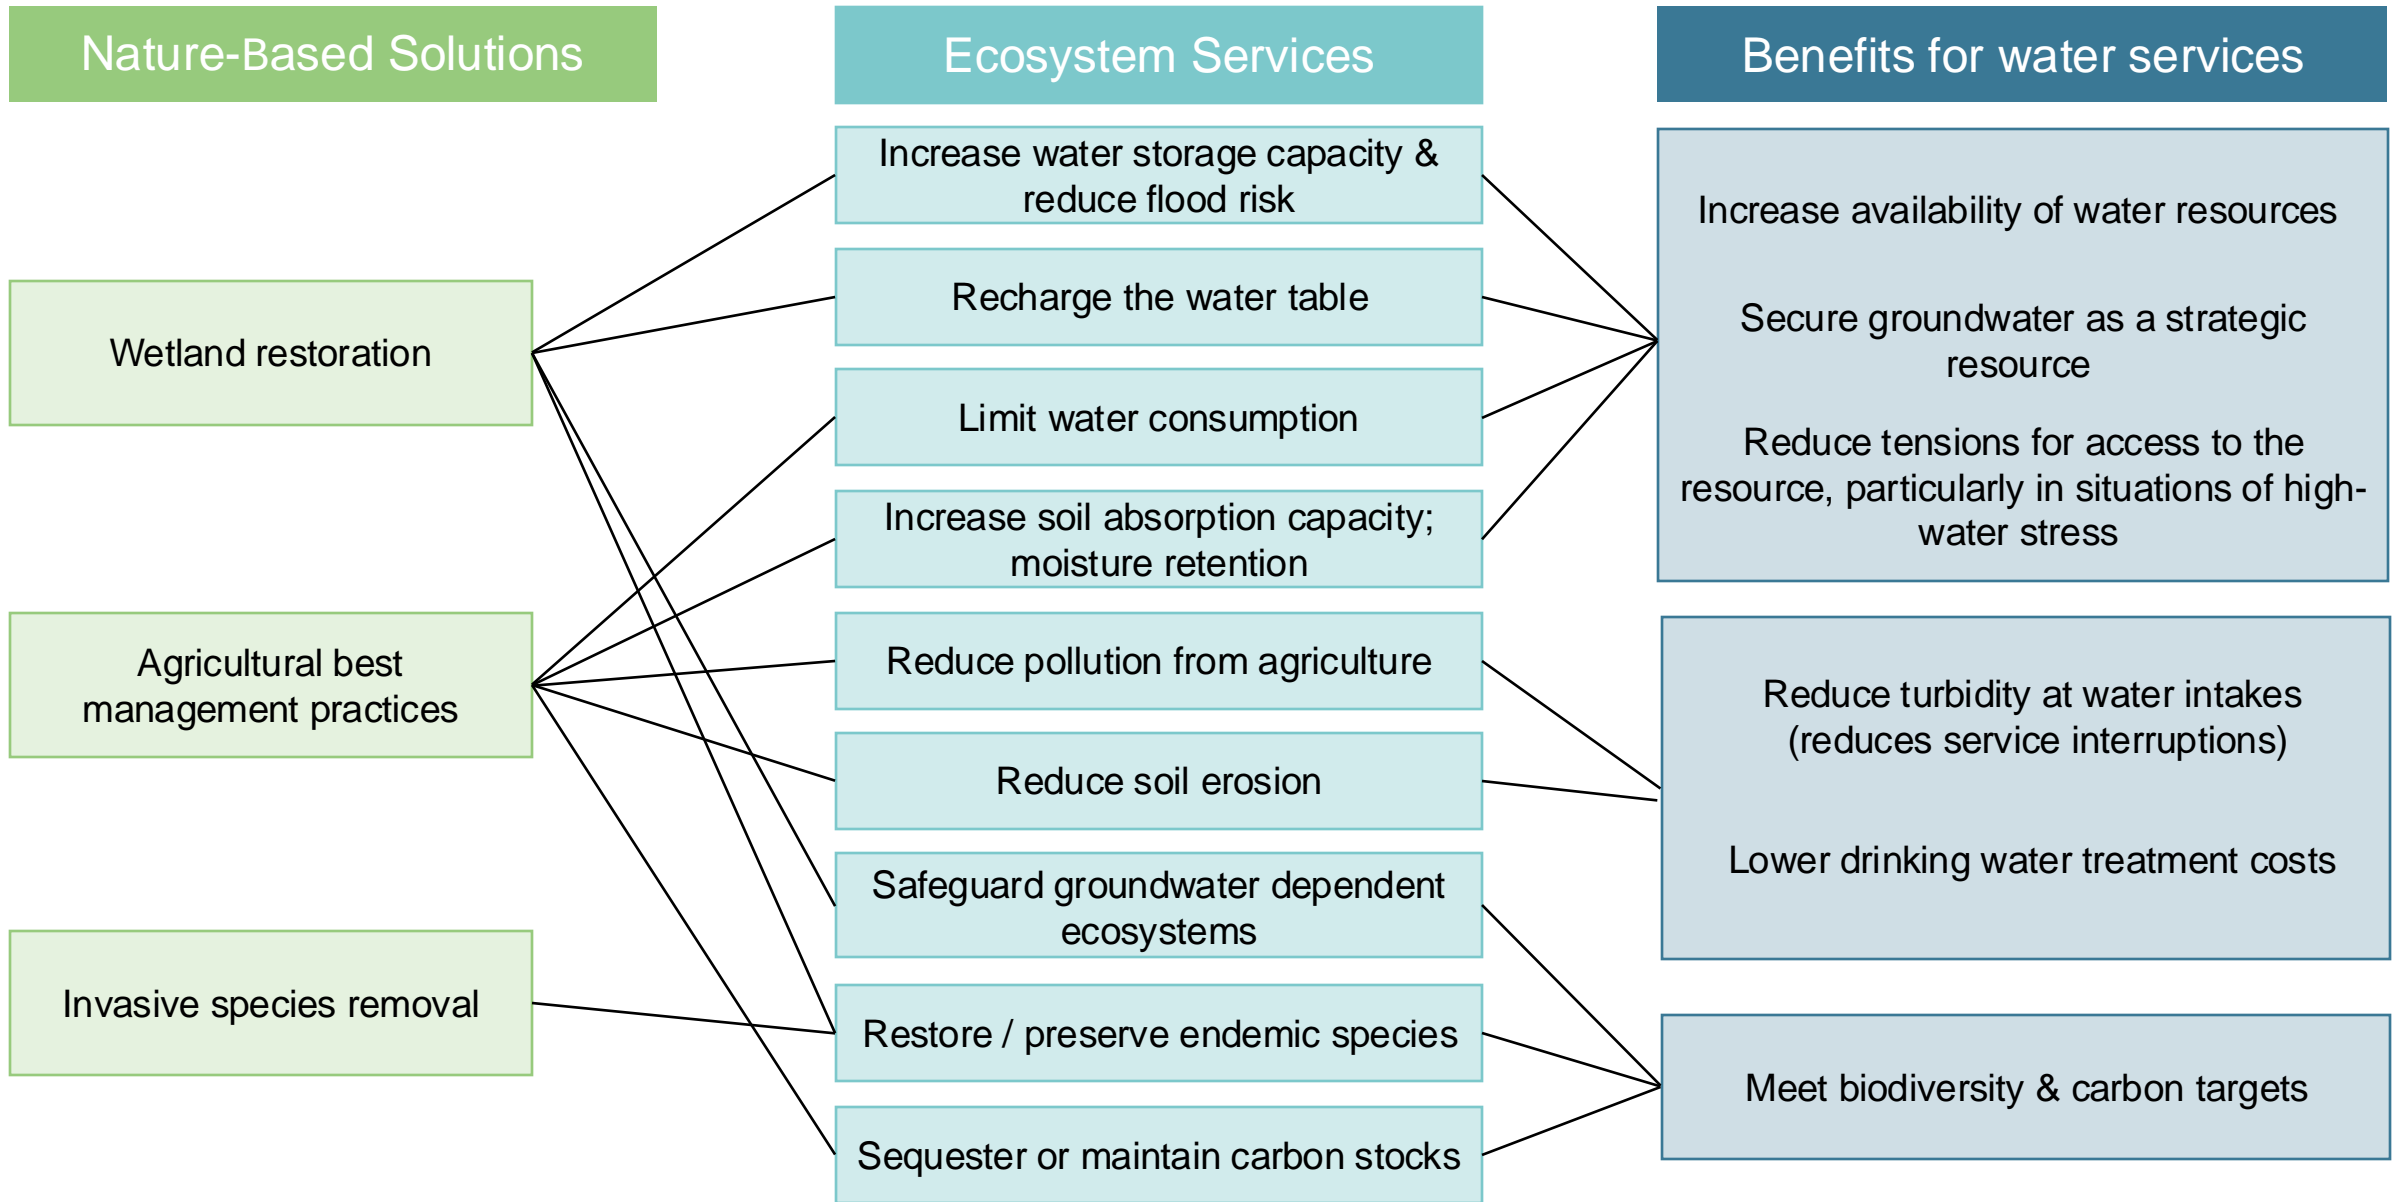 Nature-Based Solutions
Ecosystem Services
Benefits for water services
Wetland restoration
Agricultural best
management practices
Invasive species removal
Increase water storage capacity &
reduce flood risk
Recharge the water table
Limit water consumption
Increase soil absorption capacity;
moisture retention
Reduce pollution from agriculture
Reduce soil erosion
Safeguard groundwater dependent
ecosystems
Restore / preserve endemic species
Sequester or maintain carbon stocks
Increase availability of water resources
Secure groundwater as a strategic
resource
Reduce tensions for access to the
resource, particularly in situations of high-
water stress
Reduce turbidity at water intakes
(reduces service interruptions)
Lower drinking water treatment costs
Meet biodiversity & carbon targets